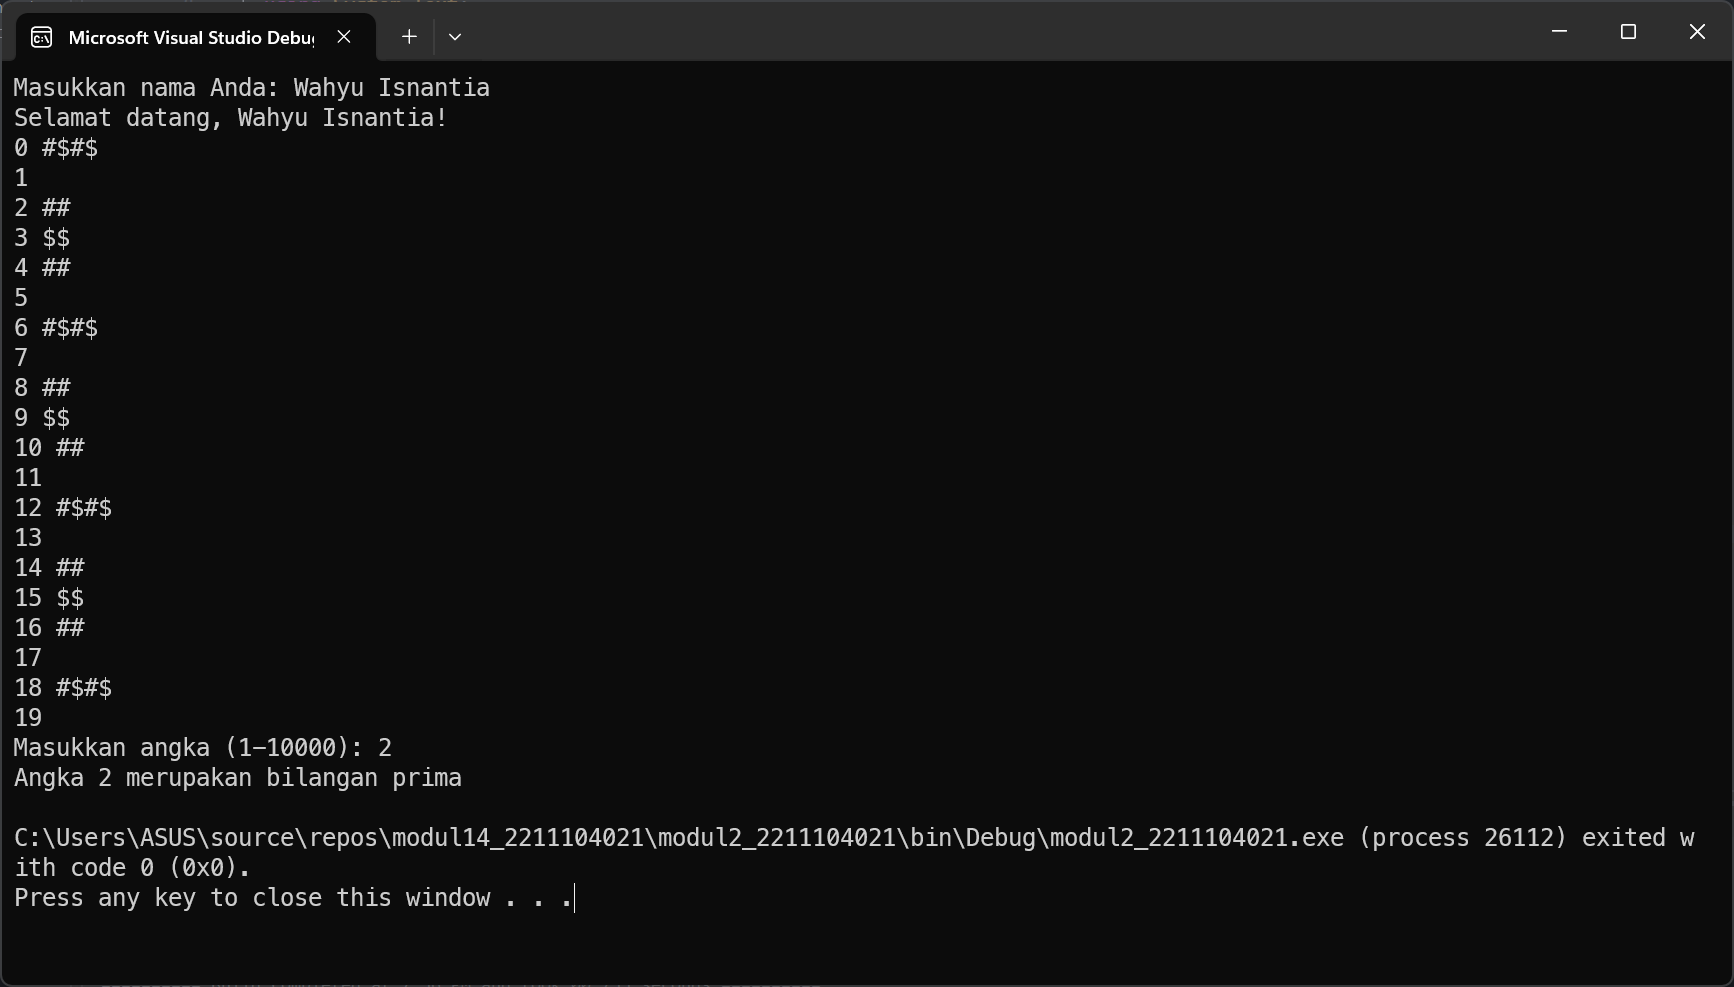 Microsoft Visual Studio Debug
Masukkan nama Anda: Wahyu Isnantia
Selamat datang, Wahyu Isnantia!
0 #$#$
1
2 ##
3 $$
4 ##
5
6 #$#$
7
8 ##
9 $$
10 ##
11
12 #$#$
13
14 ##
15 $$
16 ##
17
18 #$#$
19
Masukkan angka (1-10000): 2
Angka 2 merupakan bilangan prima
C:\Users\ASUS\source\repos\modul14_2211104021\modul2_2211104021\bin\Debug\modul2_2211104021.exe (process 26112) exited w
ith code 0 (0x0).
Press any key to close this window . . .